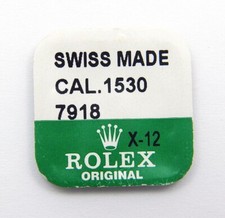 SWISS MADE
CAL.1530
7918
X-12
ROLEX
ORIGINAL